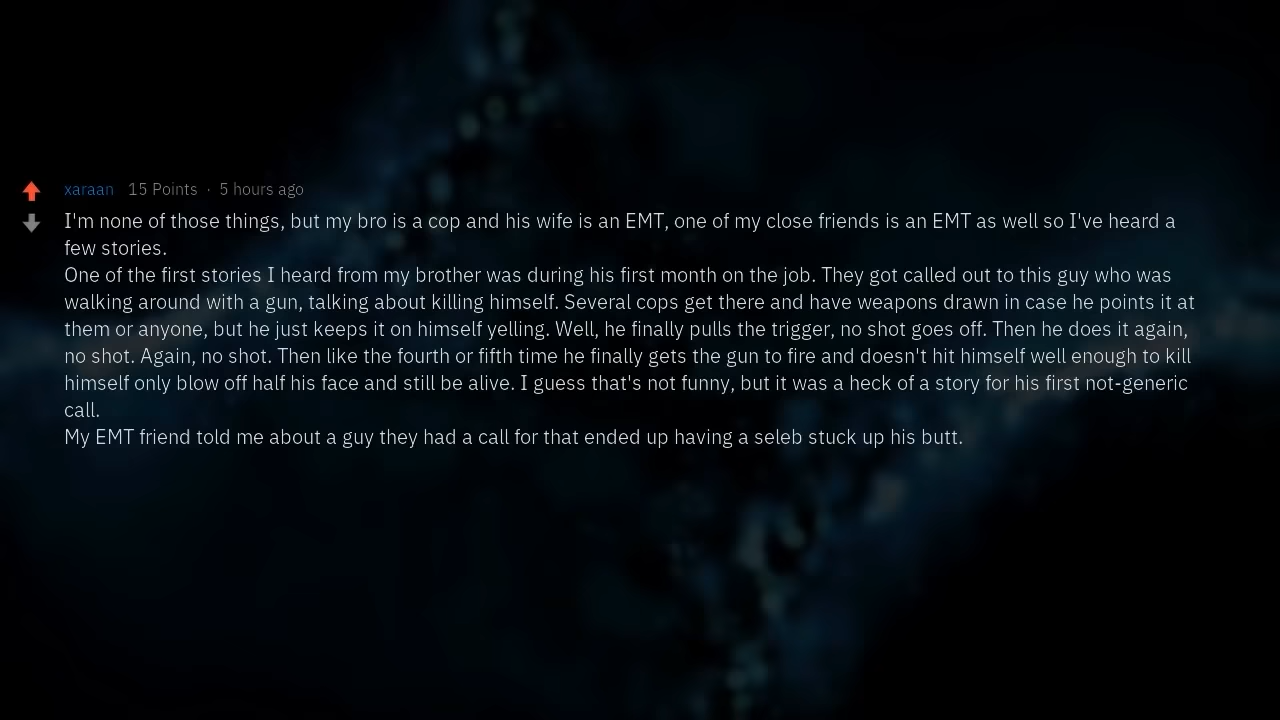 xaraan 15 Points · 5 hours ago
I'm none of those things, but my bro is a cop and his wife is an EMT, one of my close friends is an EMT as well so I've heard a
few stories.
One of the first stories I heard from my brother was during his first month on the job. They got called out to this guy who was
walking around with a gun, talking about killing himself. Several cops get there and have weapons drawn in case he points it at
them or anyone, but he just keeps it on himself yelling. Well, he finally pulls the trigger, no shot goes off. Then he does it again,
no shot. Again, no shot. Then like the fourth or fifth time he finally gets the gun to fire and doesn't hit himself well enough to kill
himself only blow off half his face and still be alive. I guess that's not funny, but it was a heck of a story for his first not-generic
call.
My EMT friend told me about a guy they had a call for that ended up having a seleb stuck up his butt.